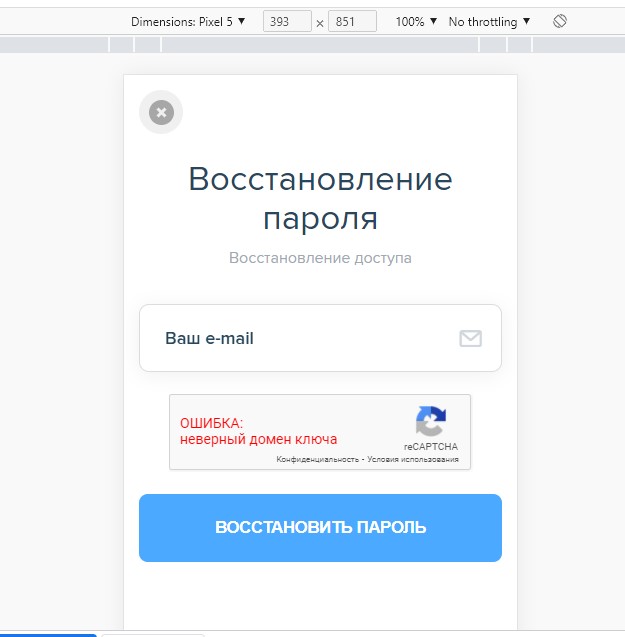 Dimensions: Pixel 5 ▼ 393 × 851 100% ▼ No throttling ▼
Восстановление
пароля
Восстановление доступа
Ваш e-mail
ОШИБКА:
неверный домен ключа
reCAPTCHA
Конфиденциальность - Условия использования
ВОССТАНОВИТЬ ПАРОЛЬ